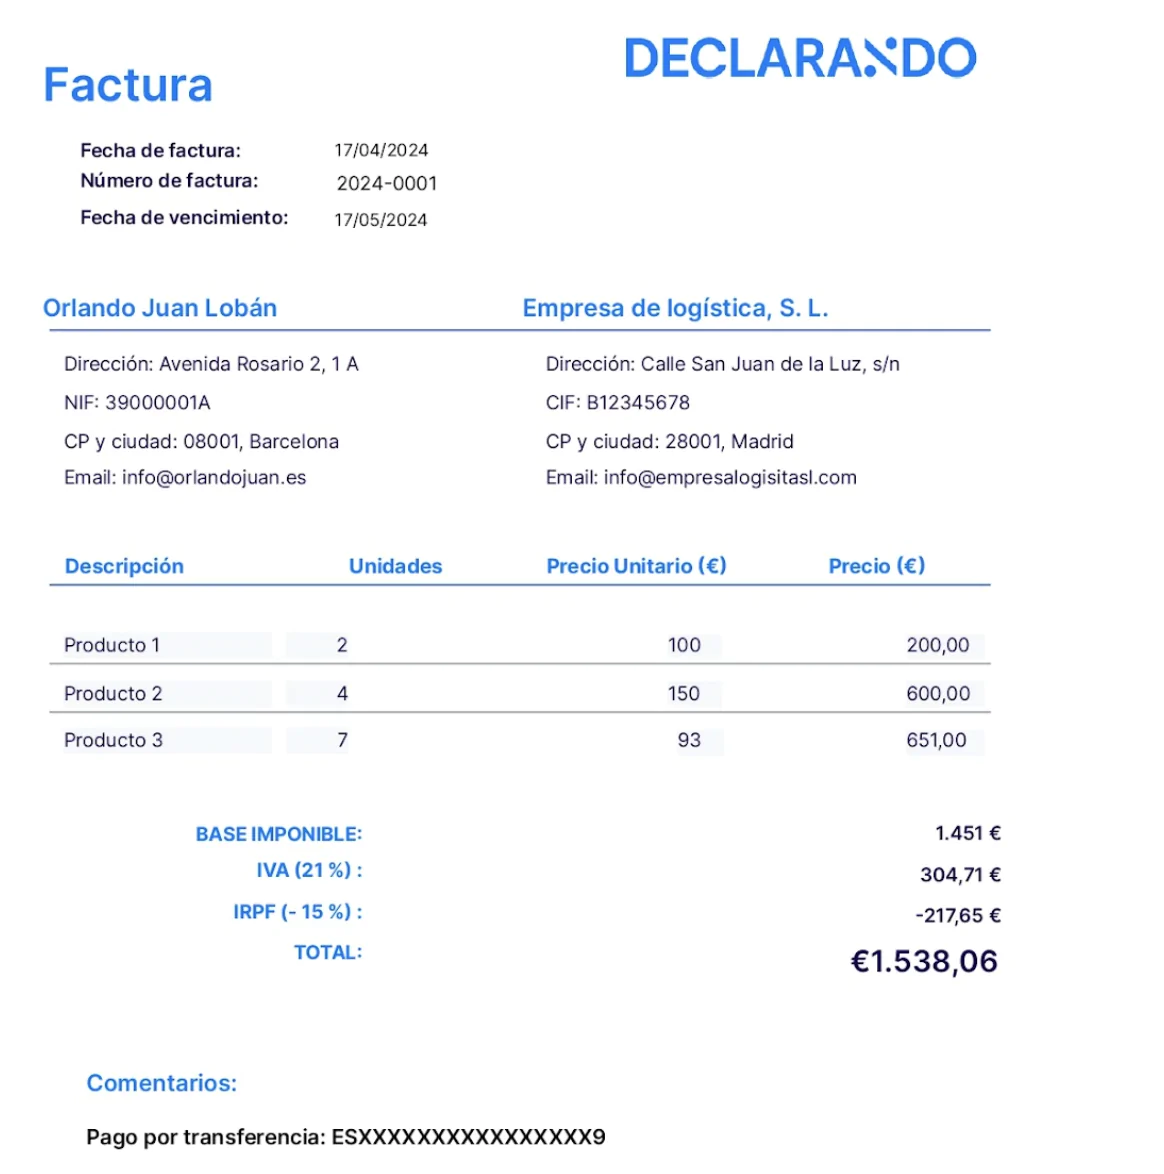 DECLARANDO
Factura
Fecha de factura: 17/04/2024
Número de factura: 2024-0001
Fecha de vencimiento: 17/05/2024
Orlando Juan Lobán Empresa de logística, S. L.
Dirección: Avenida Rosario 2, 1 A Dirección: Calle San Juan de la Luz, s/n
NIF: 39000001A CIF: B12345678
CP y ciudad: 08001, Barcelona CP y ciudad: 28001, Madrid
Email: info@orlandojuan.es Email: info@empresalogisitasl.com
Descripción Unidades Precio Unitario (€) Precio (€)
Producto 1 2 100 200,00
Producto 2 4 150 600,00
Producto 3 7 93 651,00
BASE IMPONIBLE: 1.451 €
IVA (21 %) : 304,71 €
IRPF (- 15 %) : -217,65 €
TOTAL: €1.538,06
Comentarios:
Pago por transferencia: ESXXXXXXXXXXXXXXXX9